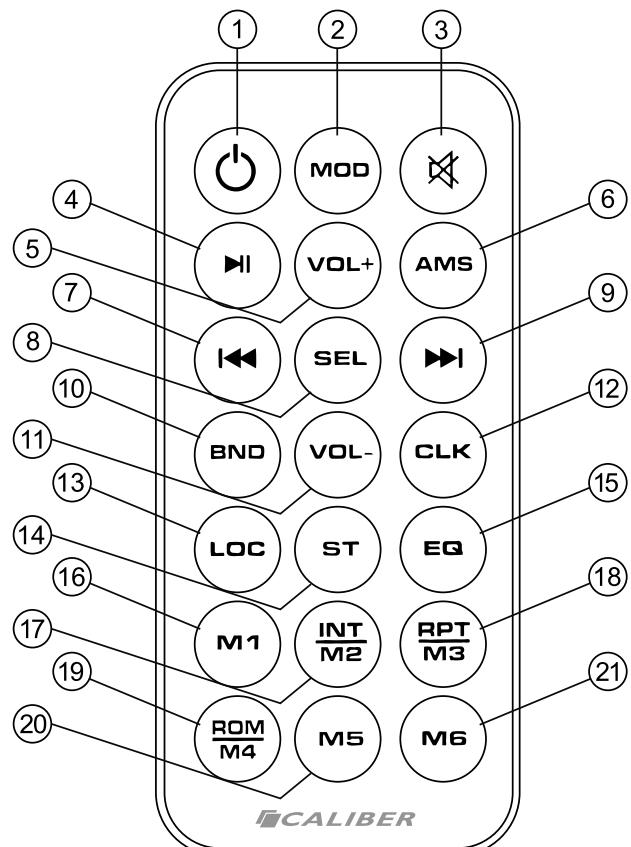 1 2 3
MOD
4 6
5 VOL+ AMS
7 9
8 SEL
10 12
BND VOL- CLK
11
13 15
LOC ST EQ
14
16 18
M1 INT M2 RPT M3
17
19 21
ROM M4 M5 M6
20
CALIBER